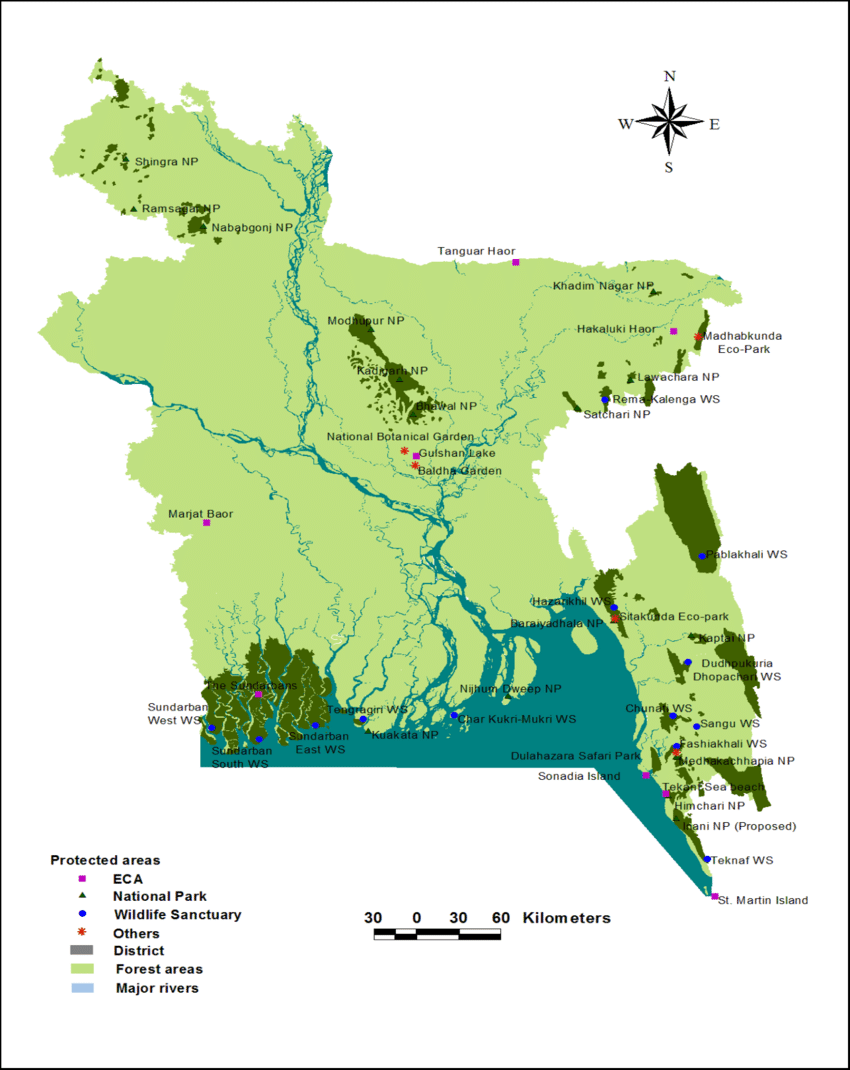 N
W E
S
Shingra NP
Ramsagar NP
Nababgonj NP
Tanguar Haor
Khadim Nagar NP
Modhupur NP
Hakaluki Haor
Madhabkunda
Eco-Park
Kadigarh NP
Lawachara NP
Rema-Kalenga WS
Bhawal NP
Satchari NP
National Botanical Garden
Gulshan Lake
Baldha Garden
Marjat Baor
Pablakhali WS
Hazarikhil WS
Sitakunda Eco-park
Baraiyadhala NP
Kaptai NP
Dudhpukuria
Dhopachari WS
The Sundarbans
Nijhum Dweep NP
Sundarban
West WS
Tengragiri WS
Chunati WS
Char Kukri-Mukri WS
Sangu WS
Kuakata NP
Sundarban
East WS
Sundarban
South WS
Fashiakhali WS
Dulahazara Safari Park
Medhakachhapia NP
Sonadia Island
Tekanf Sea beach
Himchari NP
Inani NP (Proposed)
Teknaf WS
St. Martin Island
Protected areas
ECA
National Park
Wildlife Sanctuary
Others
District
Forest areas
Major rivers
30 0 30 60 Kilometers